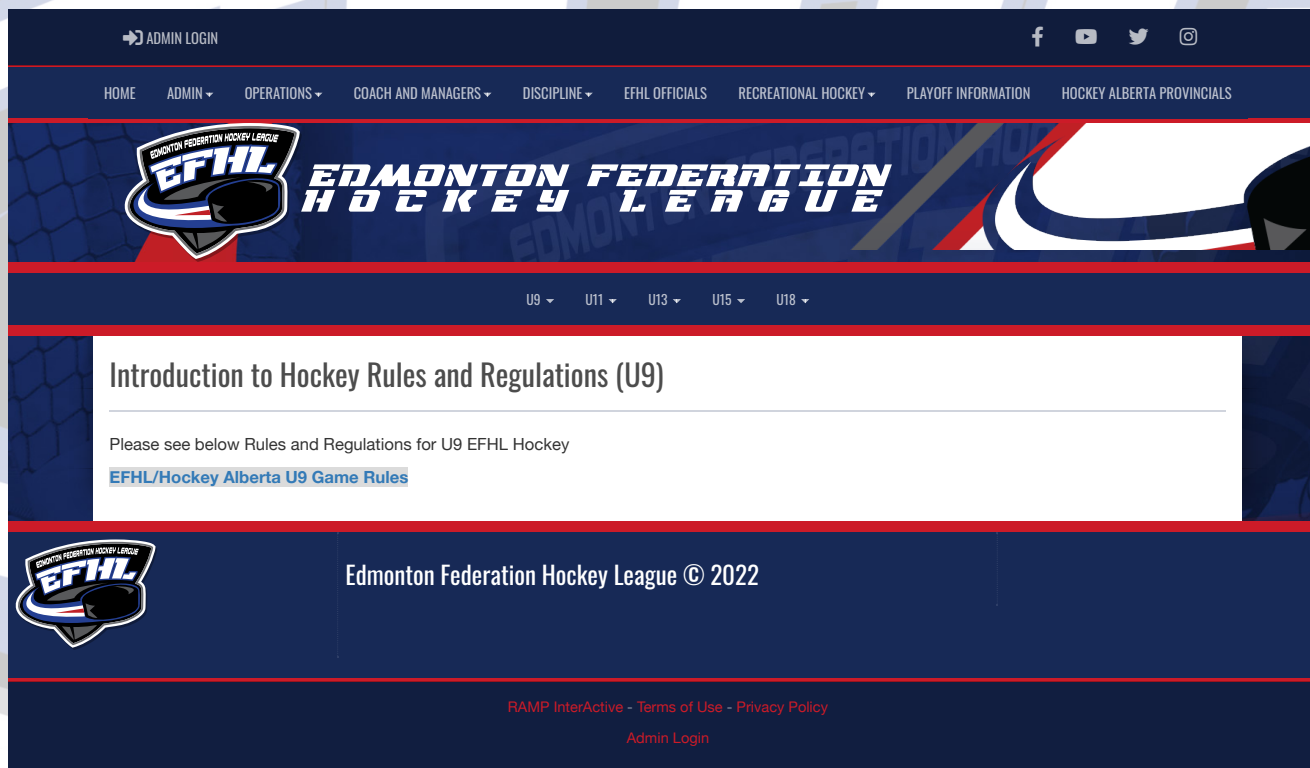 ADMIN LOGIN
HOME ADMIN OPERATIONS COACH AND MANAGERS DISCIPLINE EFHL OFFICIALS RECREATIONAL HOCKEY PLAYOFF INFORMATION HOCKEY ALBERTA PROVINCIALS
EDMONTON FEDERATION HOCKEY LEAGUE
EFHL
EDMONTON FEDERATION
HOCKEY LEAGUE
U9 U11 U13 U15 U18
Introduction to Hockey Rules and Regulations (U9)
Please see below Rules and Regulations for U9 EFHL Hockey
EFHL/Hockey Alberta U9 Game Rules
EDMONTON FEDERATION HOCKEY LEAGUE
EFHL
Edmonton Federation Hockey League © 2022
RAMP InterActive - Terms of Use - Privacy Policy
Admin Login